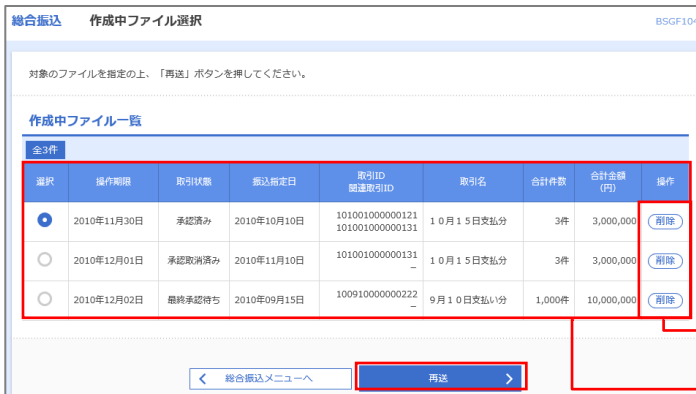 総合振込 作成中ファイル選択 BSGF104
対象のファイルを指定の上、「再送」ボタンを押してください。
作成中ファイル一覧
全3件
選択 操作期限 取引状態 振込指定日 取引ID 関連取引ID 取引名 合計件数 合計金額(円) 操作
2010年11月30日 承認済み 2010年10月10日 101001000000121 101001000000131 10月15日支払分 3件 3,000,000 削除
2010年12月01日 承認取消済み 2010年11月10日 101001000000131 – 10月15日支払分 3件 3,000,000 削除
2010年12月02日 最終承認待ち 2010年09月15日 100910000000222 – 9月10日支払い分 1,000件 10,000,000 削除
総合振込メニューへ 再送